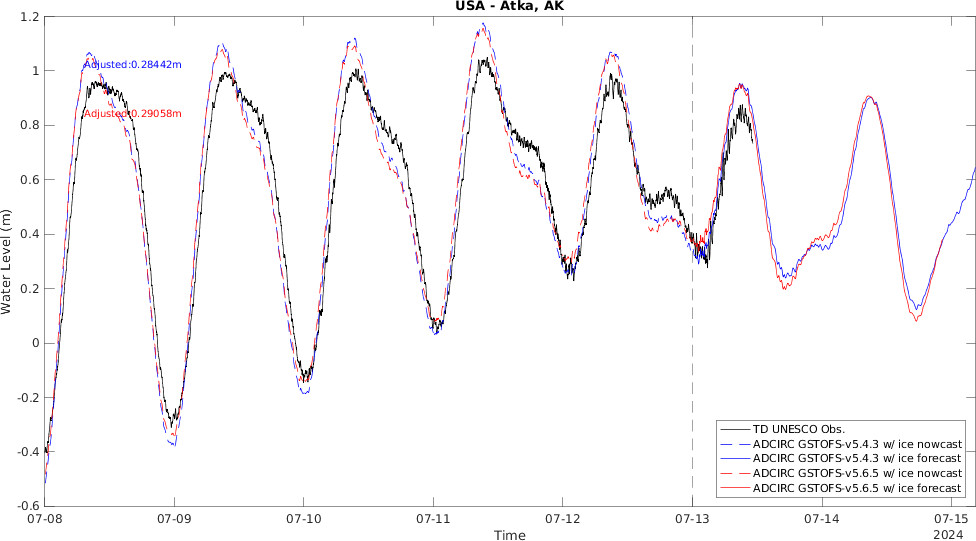 USA - Atka, AK
1.2
1
0.8
0.6
0.4
0.2
0
-0.2
-0.4
-0.6
Water Level (m)
Adjusted:0.28442m
Adjusted:0.29058m
TD UNESCO Obs.
ADCIRC GSTOFS-v5.4.3 w/ ice nowcast
ADCIRC GSTOFS-v5.4.3 w/ ice forecast
ADCIRC GSTOFS-v5.6.5 w/ ice nowcast
ADCIRC GSTOFS-v5.6.5 w/ ice forecast
07-08 07-09 07-10 07-11 07-12 07-13 07-14 07-15
Time 2024